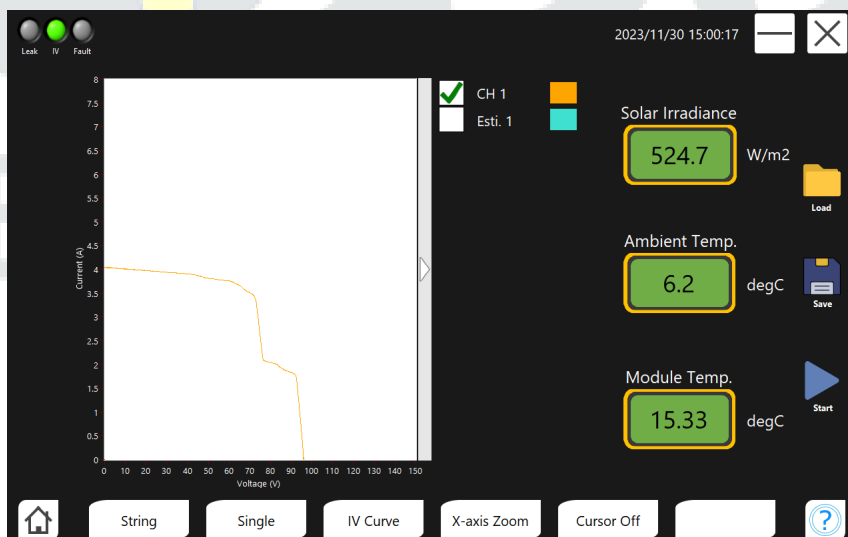 2023/11/30 15:00:17
Leak IV Fault
8
7.5
7
6.5
6
5.5
5
4.5
4
3.5
3
2.5
2
1.5
1
0.5
0
Current (A)
0 10 20 30 40 50 60 70 80 90 100 110 120 130 140 150
Voltage (V)
CH 1
Esti. 1
Solar Irradiance
524.7 W/m2
Ambient Temp.
6.2 degC
Module Temp.
15.33 degC
Load
Save
Start
String Single IV Curve X-axis Zoom Cursor Off ?